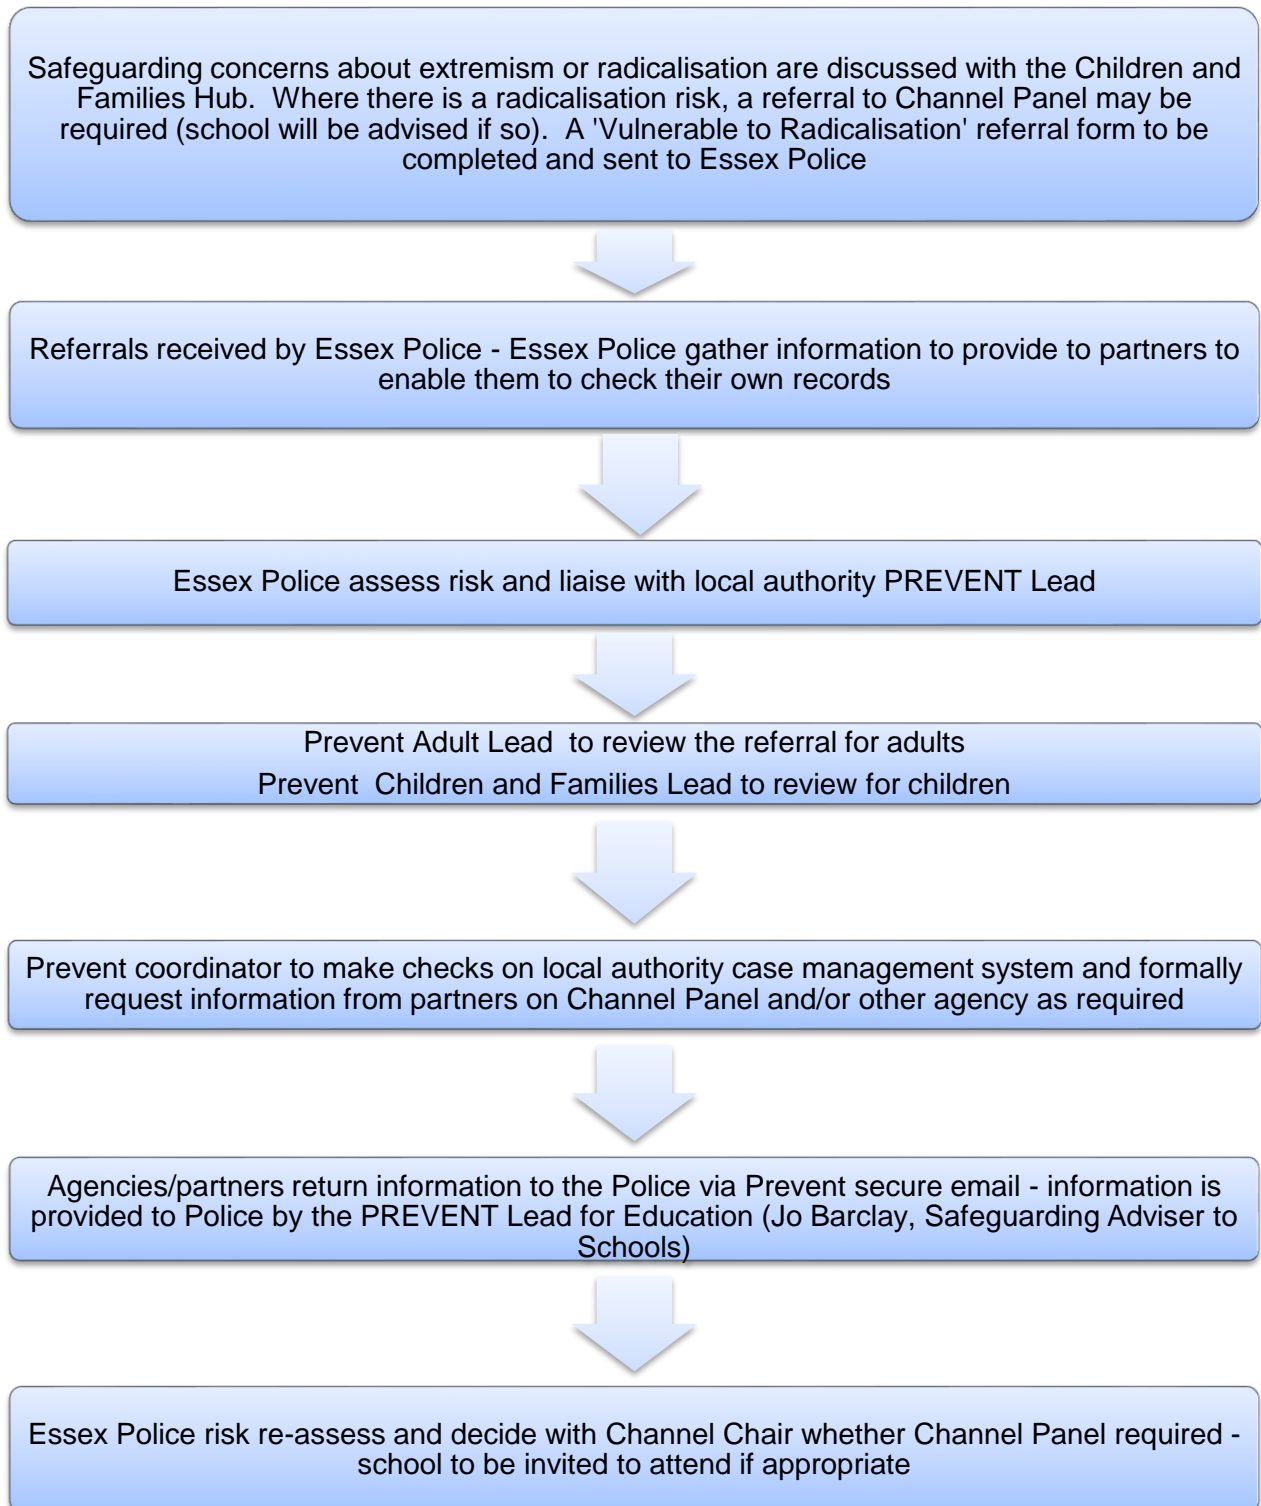 Safeguarding concerns about extremism or radicalisation are discussed with the Children and
Families Hub.  Where there is a radicalisation risk, a referral to Channel Panel may be
required (school will be advised if so).  A 'Vulnerable to Radicalisation' referral form to be
completed and sent to Essex Police
Referrals received by Essex Police - Essex Police gather information to provide to partners to
enable them to check their own records
Essex Police assess risk and liaise with local authority PREVENT Lead
Prevent Adult Lead  to review the referral for adults
Prevent  Children and Families Lead to review for children
Prevent coordinator to make checks on local authority case management system and formally
request information from partners on Channel Panel and/or other agency as required
Agencies/partners return information to the Police via Prevent secure email - information is
provided to Police by the PREVENT Lead for Education (Jo Barclay, Safeguarding Adviser to
Schools)
Essex Police risk re-assess and decide with Channel Chair whether Channel Panel required -
school to be invited to attend if appropriate